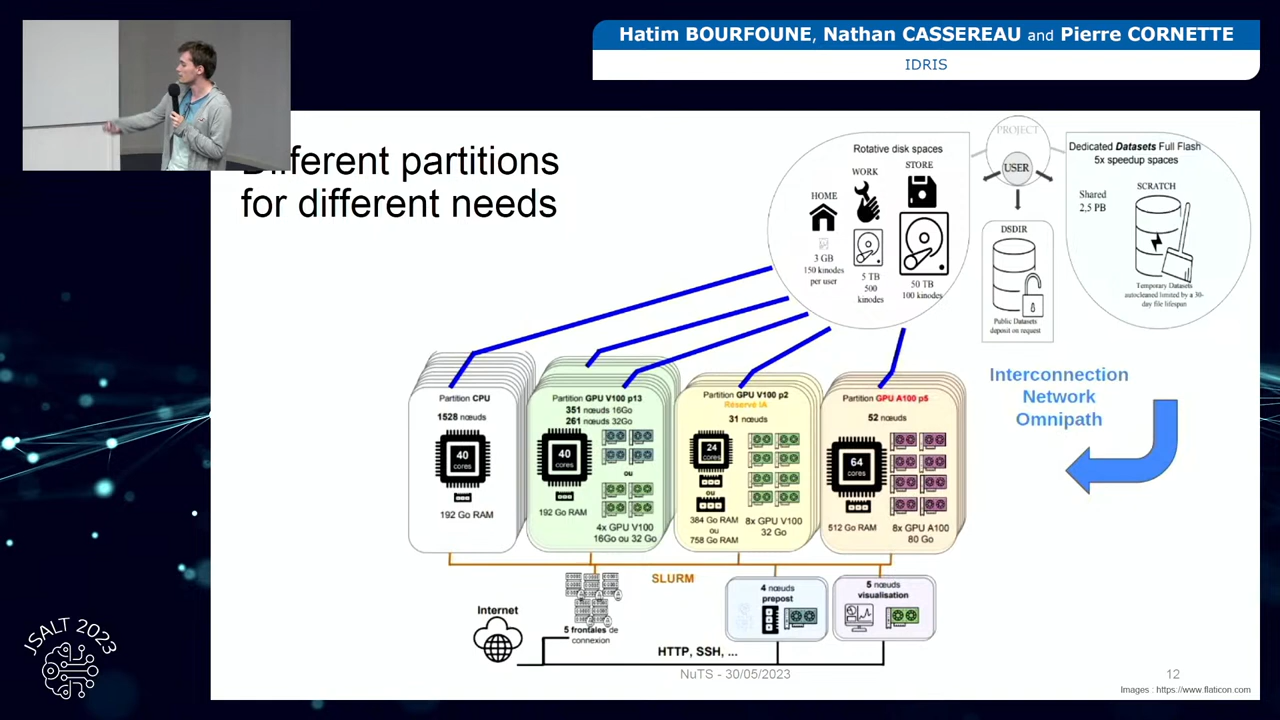 Hatim BOURFOUNE, Nathan CASSEREAU and Pierre CORNETTE
IDRIS
Different partitions
for different needs
Rotative disk spaces
HOME
3 GB
150 kinodes
per user
WORK
5 TB
500
kinodes
STORE
50 TB
100 kinodes
PROJECT
USER
DSDIR
Public Datasets
deposit on request
Dedicated Datasets Full Flash
5x speedup spaces
Shared
2,5 PB
SCRATCH
Temporary Datasets
autocleaned limited by a 30-
day file lifespan
Interconnection
Network
Omnipath
Partition CPU
1528 nœuds
40
cores
192 Go RAM
Partition GPU V100 p13
351 nœuds 16Go
261 nœuds 32Go
40
cores
ou
192 Go RAM
4x GPU V100
16Go ou 32 Go
Partition GPU V100 p2
Réservé IA
31 nœuds
24
cores
ou
384 Go RAM
ou
758 Go RAM
8x GPU V100
32 Go
Partition GPU A100 p5
52 nœuds
64
cores
512 Go RAM
8x GPU A100
80 Go
SLURM
Internet
5 frontales de
connexion
4 nœuds
prepost
5 nœuds
visualisation
HTTP, SSH, ...
NuTS - 30/05/2023
12
Images : https://www.flaticon.com
JSALT 2023